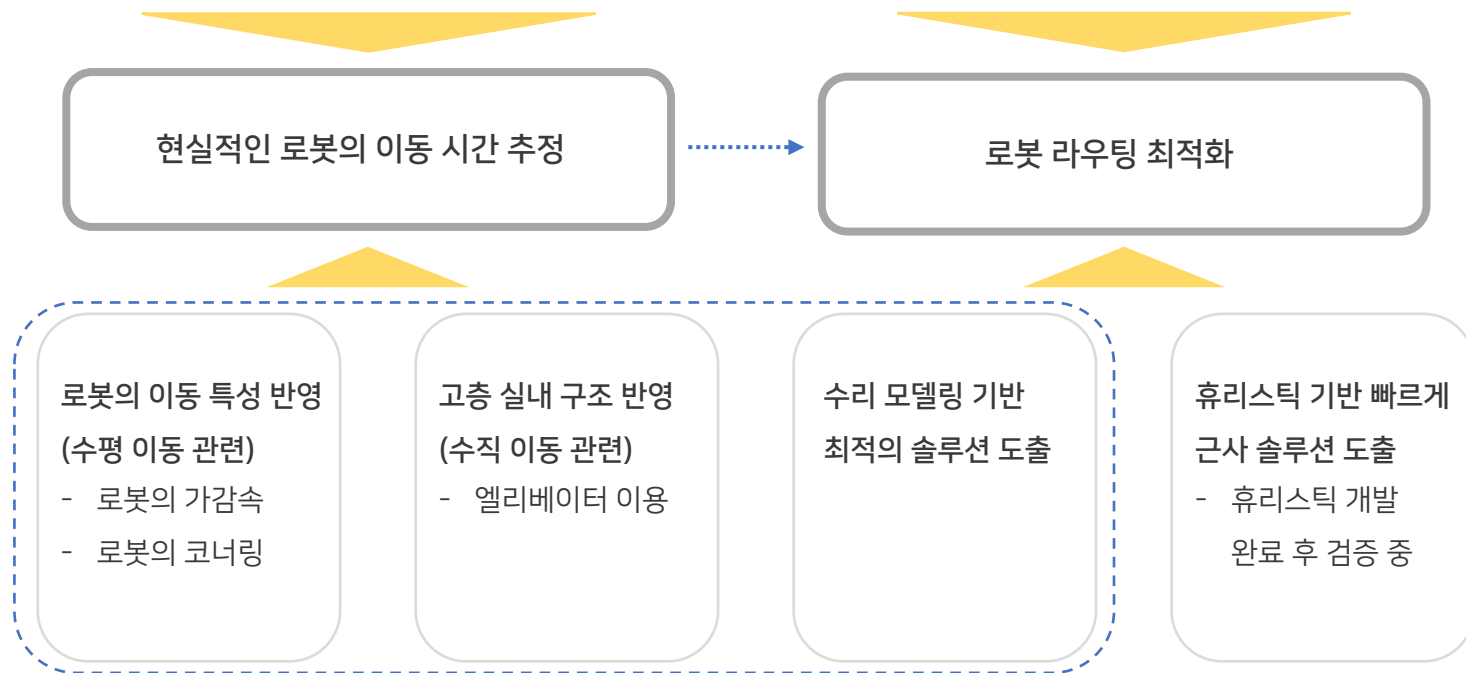 현실적인 로봇의 이동 시간 추정
로봇 라우팅 최적화
로봇의 이동 특성 반영
(수평 이동 관련)
- 로봇의 가감속
- 로봇의 코너링
고층 실내 구조 반영
(수직 이동 관련)
- 엘리베이터 이용
수리 모델링 기반
최적의 솔루션 도출
휴리스틱 기반 빠르게
근사 솔루션 도출
- 휴리스틱 개발
완료 후 검증 중